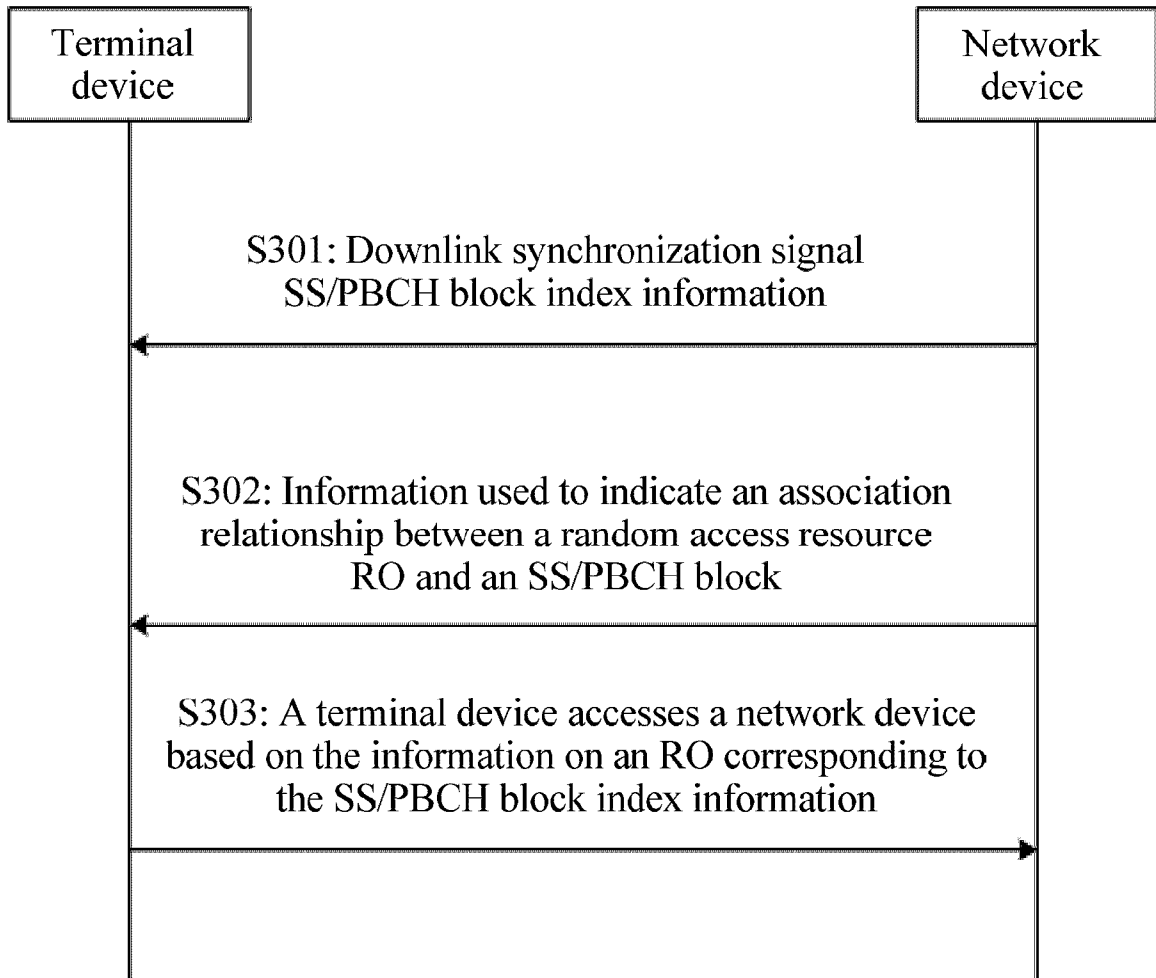 Terminal
device
Network
device
S301: Downlink synchronization signal
SS/PBCH block index information
S302: Information used to indicate an association
relationship between a random access resource
RO and an SS/PBCH block
S303: A terminal device accesses a network device
based on the information on an RO corresponding to
the SS/PBCH block index information